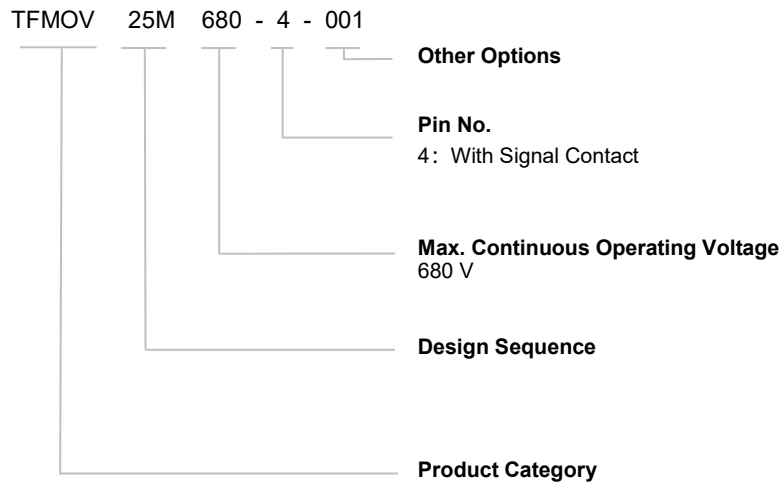 TFMOV 25M 680 - 4 - 001
Other Options
Pin No.
4：With Signal Contact
Max. Continuous Operating Voltage
680 V
Design Sequence
Product Category